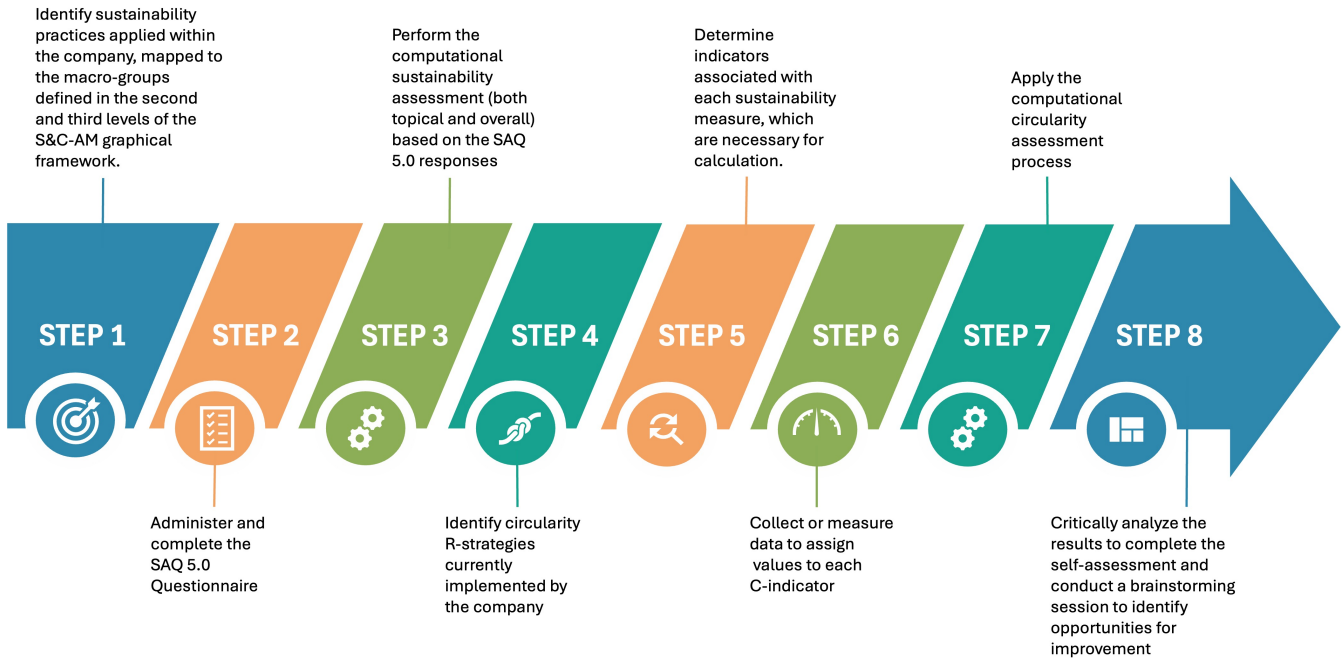 Identify sustainability
practices applied within
the company, mapped to
the macro-groups
defined in the second
and third levels of the
S&C-AM graphical
framework.
Perform the
computational
sustainability
assessment (both
topical and overall)
based on the SAQ
5.0 responses
Determine
indicators
associated with
each sustainability
measure, which
are necessary for
calculation.
Apply the
computational
circularity
assessment
process
STEP 1
STEP 2
STEP 3
STEP 4
STEP 5
STEP 6
STEP 7
STEP 8
Administer and
complete the
SAQ 5.0
Questionnaire
Identify circularity
R-strategies
currently
implemented by
the company
Collect or measure
data to assign
values to each
C-indicator
Critically analyze the
results to complete the
self-assessment and
conduct a brainstorming
session to identify
opportunities for
improvement